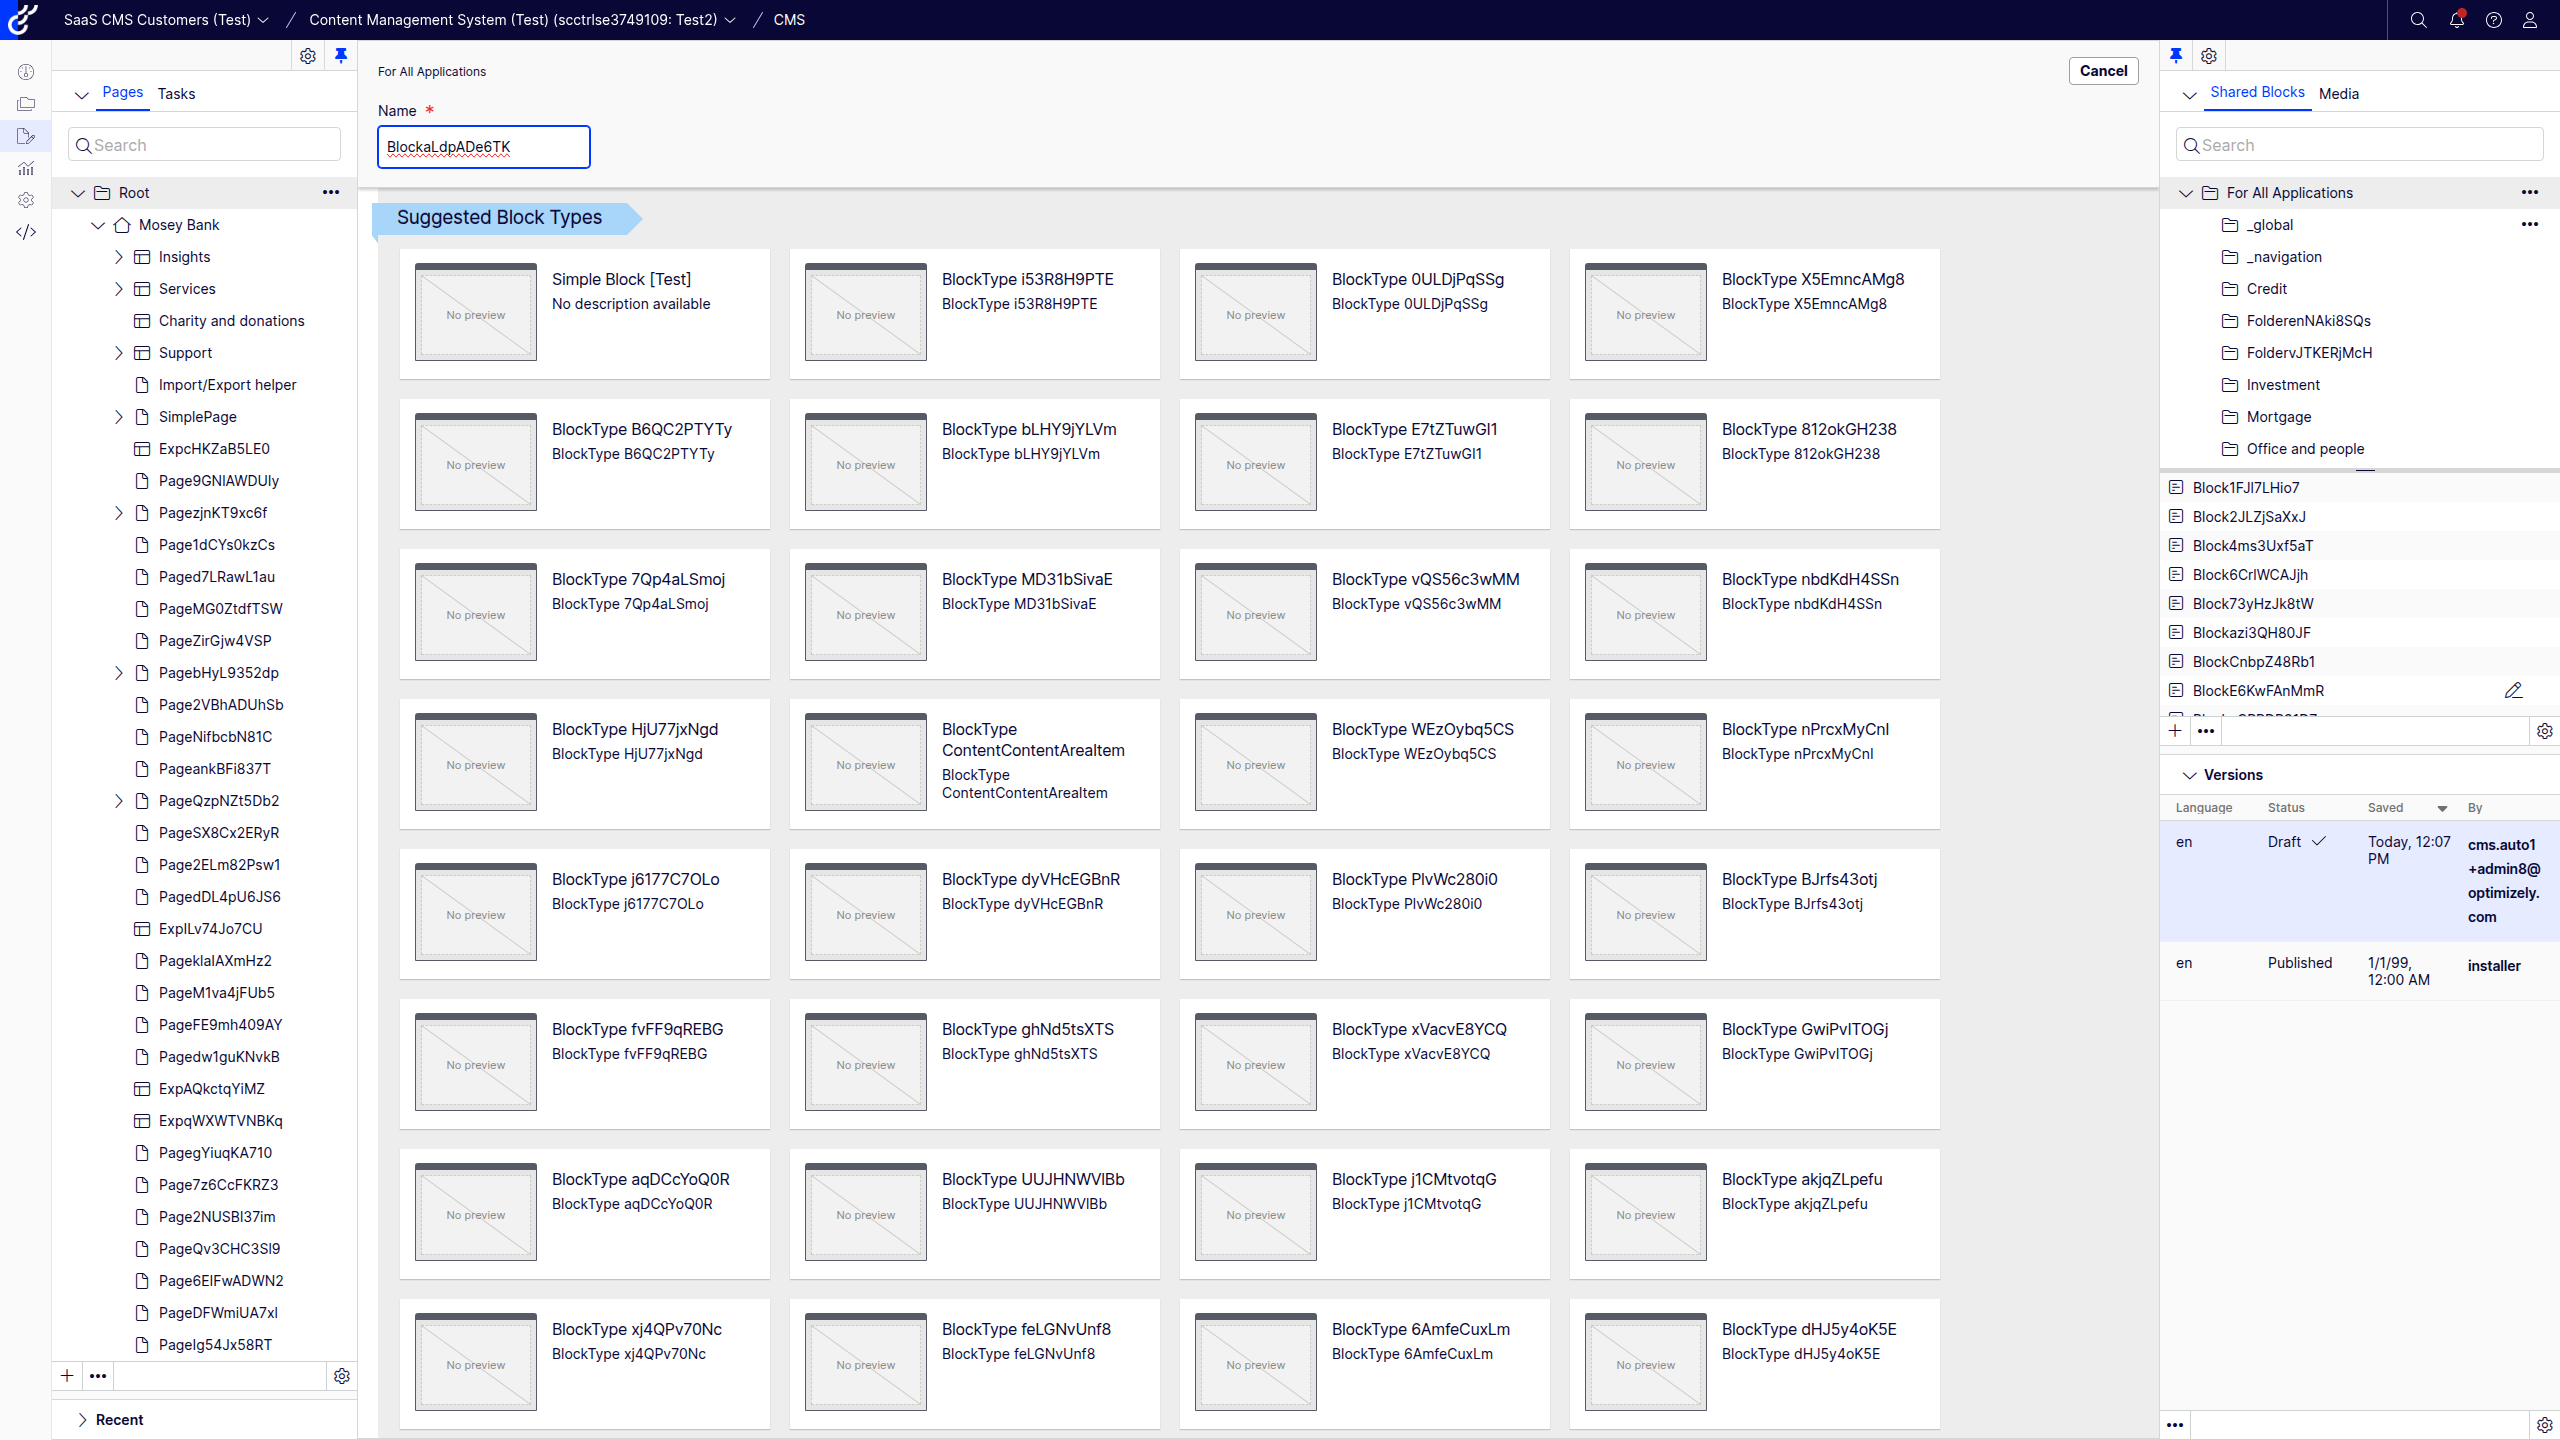 SaaS CMS Customers (Test) / Content Management System (Test) (scctrlse3749109: Test2) / CMS
Pages Tasks
Search
Root
Mosey Bank
Insights
Services
Charity and donations
Support
Import/Export helper
SimplePage
ExpcHKZaB5LE0
Page9GNIAWDUIy
PagezjnKT9xc6f
Page1dCYs0kzCs
Paged7LRawL1au
PageMG0ZtdfTSW
PageZirGjw4VSP
PagebHyL9352dp
Page2VBhADUhSb
PageNifbcbN81C
PageankBFi837T
PageQzpNZt5Db2
PageSX8Cx2ERyR
Page2ELm82Psw1
PagedDL4pU6JS6
ExpILv74Jo7CU
PageklaIAXmHz2
PageM1va4jFUb5
PageFE9mh409AY
Pagedw1guKNvkB
ExpAQkctqYiMZ
ExpqWXWTVNBKq
PagegYiuqKA710
Page7z6CcFKRZ3
Page2NUSBI37im
PageQv3CHC3SI9
Page6EIFwADWN2
PageDFWmiUA7xI
PageIg54Jx58RT
Recent
For All Applications
Cancel
Name *
BlockaLdpADe6TK
Suggested Block Types
No preview
Simple Block [Test]
No description available
No preview
BlockType i53R8H9PTE
BlockType i53R8H9PTE
No preview
BlockType 0ULDjPqSSg
BlockType 0ULDjPqSSg
No preview
BlockType X5EmncAMg8
BlockType X5EmncAMg8
No preview
BlockType B6QC2PTYTy
BlockType B6QC2PTYTy
No preview
BlockType bLHY9jYLVm
BlockType bLHY9jYLVm
No preview
BlockType E7tZTuwGI1
BlockType E7tZTuwGI1
No preview
BlockType 812okGH238
BlockType 812okGH238
No preview
BlockType 7Qp4aLSmoj
BlockType 7Qp4aLSmoj
No preview
BlockType MD31bSivaE
BlockType MD31bSivaE
No preview
BlockType vQS56c3wMM
BlockType vQS56c3wMM
No preview
BlockType nbdKdH4SSn
BlockType nbdKdH4SSn
No preview
BlockType HjU77jxNgd
BlockType HjU77jxNgd
No preview
BlockType
ContentContentAreaItem
BlockType
ContentContentAreaItem
No preview
BlockType WEzOybq5CS
BlockType WEzOybq5CS
No preview
BlockType nPrcxMyCnI
BlockType nPrcxMyCnI
No preview
BlockType j6177C7OLo
BlockType j6177C7OLo
No preview
BlockType dyVHcEGBnR
BlockType dyVHcEGBnR
No preview
BlockType PlvWc280i0
BlockType PlvWc280i0
No preview
BlockType BJrfs43otj
BlockType BJrfs43otj
No preview
BlockType fvFF9qREBG
BlockType fvFF9qREBG
No preview
BlockType ghNd5tsXTS
BlockType ghNd5tsXTS
No preview
BlockType xVacvE8YCQ
BlockType xVacvE8YCQ
No preview
BlockType GwiPvITOGj
BlockType GwiPvITOGj
No preview
BlockType aqDCcYoQ0R
BlockType aqDCcYoQ0R
No preview
BlockType UUJHNWVIBb
BlockType UUJHNWVIBb
No preview
BlockType j1CMtvotqG
BlockType j1CMtvotqG
No preview
BlockType akjqZLpefu
BlockType akjqZLpefu
No preview
BlockType xj4QPv70Nc
BlockType xj4QPv70Nc
No preview
BlockType feLGNvUnf8
BlockType feLGNvUnf8
No preview
BlockType 6AmfeCuxLm
BlockType 6AmfeCuxLm
No preview
BlockType dHJ5y4oK5E
BlockType dHJ5y4oK5E
Shared Blocks Media
Search
For All Applications
_global
_navigation
Credit
FolderenNAki8SQs
FoldervJTKERjMcH
Investment
Mortgage
Office and people
Block1FJI7LHio7
Block2JLZjSaXxJ
Block4ms3Uxf5aT
Block6CrIWCAJjh
Block73yHzJk8tW
Blockazi3QH80JF
BlockCnbpZ48Rb1
BlockE6KwFAnMmR
Versions
Language Status Saved By
en Draft Today, 12:07 PM cms.auto1+admin8@optimizely.com
en Published 1/1/99, 12:00 AM installer